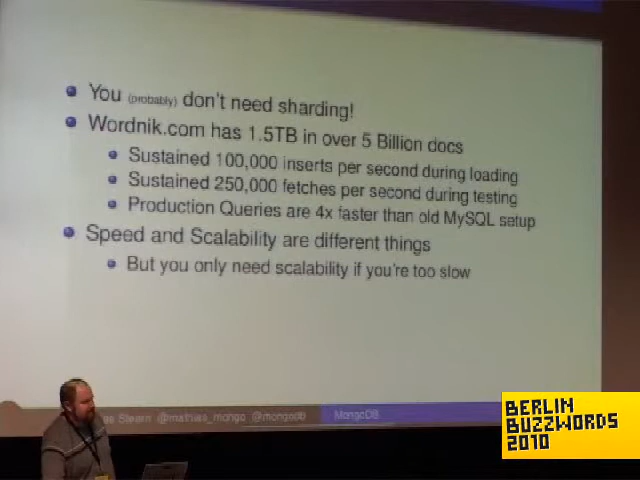 You (probably) don't need sharding!
Wordnik.com has 1.5TB in over 5 Billion docs
Sustained 100,000 inserts per second during loading
Sustained 250,000 fetches per second during testing
Production Queries are 4x faster than old MySQL setup
Speed and Scalability are different things
But you only need scalability if you're too slow
Stearn @mathias_mongo @mongodb
MongoDB
BERLIN
BUZZWORDS
2010